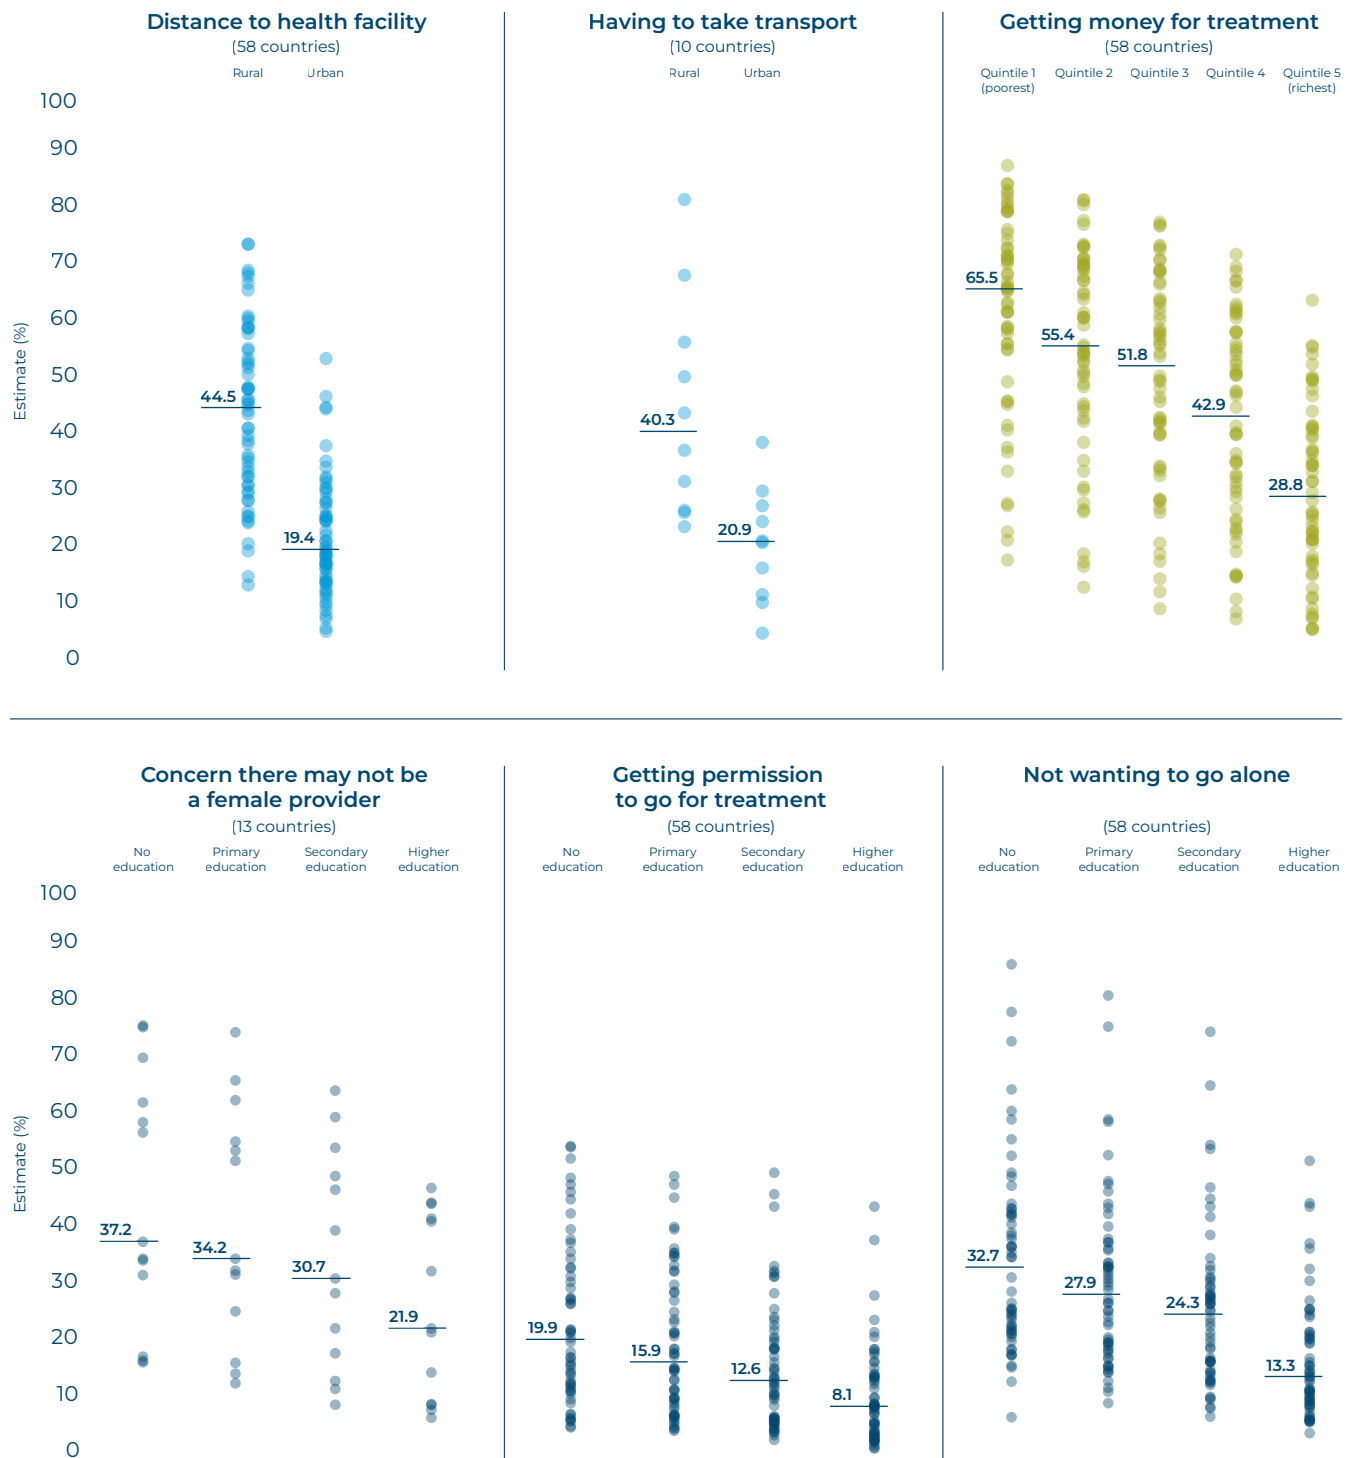 Distance to health facility
(58 countries)
Rural
Urban
Having to take transport
(10 countries)
Rural
Urban
Getting money for treatment
(58 countries)
Quintile 1
(poorest)
Quintile 2
Quintile 3
Quintile 4
Quintile 5
(richest)
Estimate (%)
100
90
80
70
60
50
40
30
20
10
0
44.5
19.4
40.3
20.9
65.5
55.4
51.8
42.9
28.8
Concern there may not be
a female provider
(13 countries)
No
education
Primary
education
Secondary
education
Higher
education
Getting permission
to go for treatment
(58 countries)
No
education
Primary
education
Secondary
education
Higher
education
Not wanting to go alone
(58 countries)
No
education
Primary
education
Secondary
education
Higher
education
Estimate (%)
100
90
80
70
60
50
40
30
20
10
0
37.2
34.2
30.7
21.9
19.9
15.9
12.6
8.1
32.7
27.9
24.3
13.3